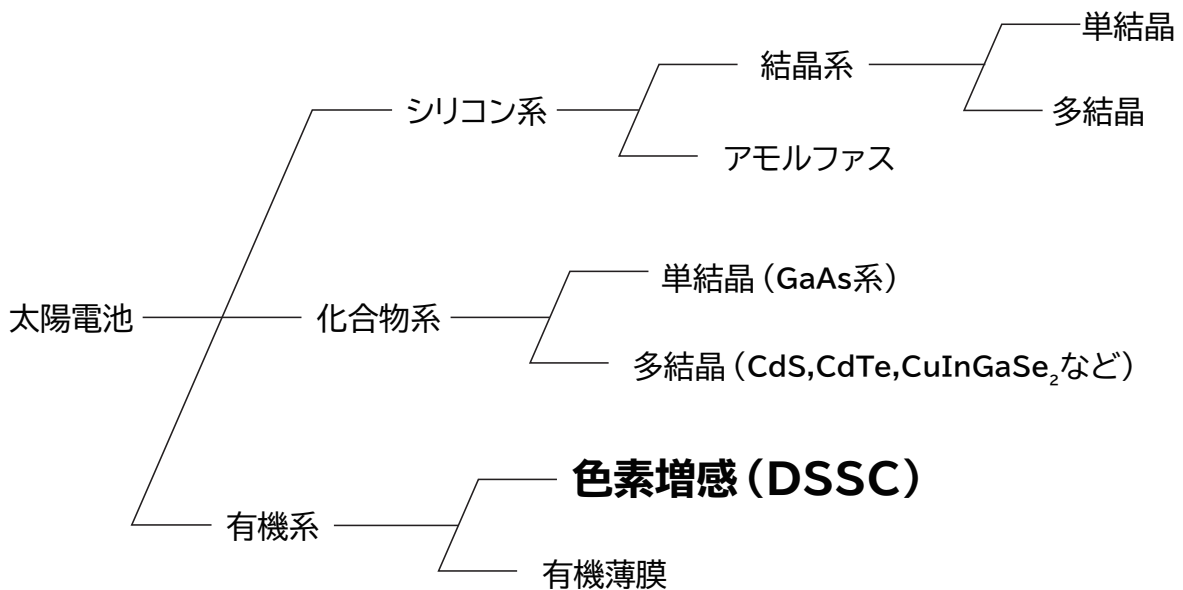 単結晶
結晶系
シリコン系
多結晶
アモルファス
単結晶（GaAs系）
太陽電池
化合物系
多結晶（CdS,CdTe,CuInGaSe₂など）
色素増感（DSSC）
有機系
有機薄膜